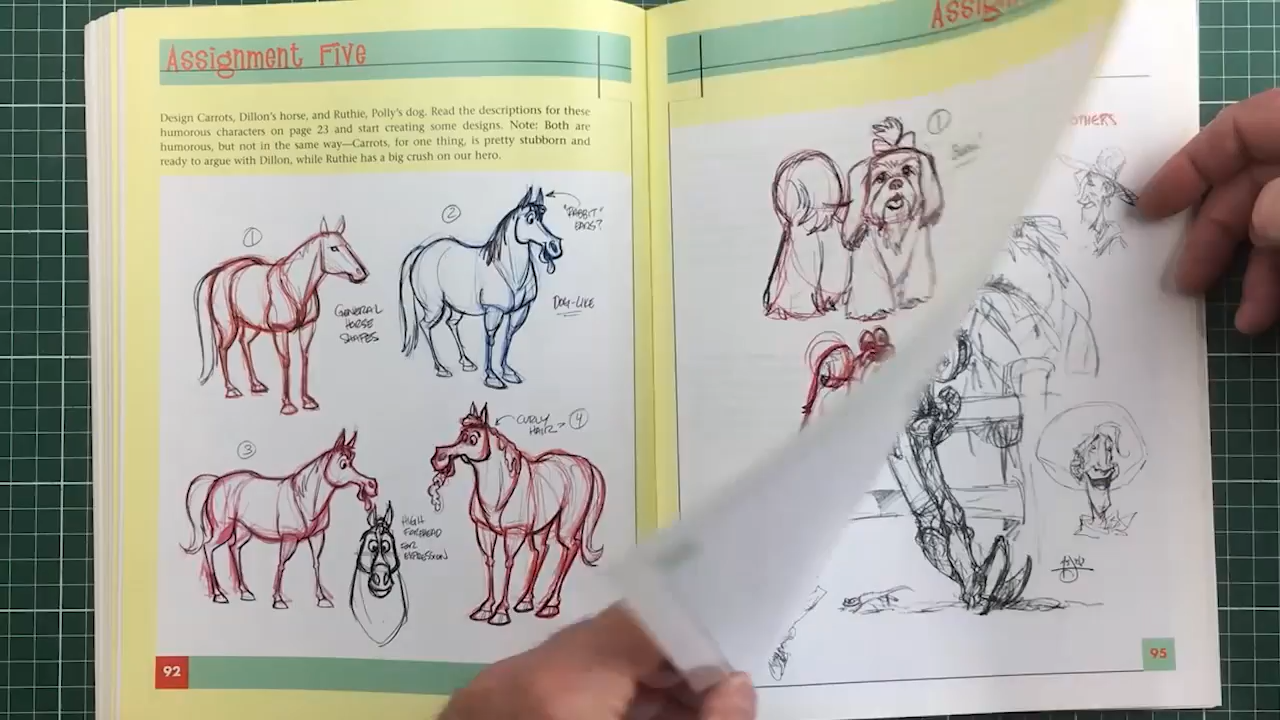 Assignment Five
Design Carrots, Dillon's horse, and Ruthie, Polly's dog. Read the descriptions for these
humorous characters on page 23 and start creating some designs. Note: Both are
humorous, but not in the same way—Carrots, for one thing, is pretty stubborn and
ready to argue with Dillon, while Ruthie has a big crush on our hero.
1
GENERAL
HORSE
SHAPES
2
"RABBIT"
EARS?
DOG-LIKE
3
HIGH
FOREHEAD
FOR
EXPRESSION
CURLY
HAIR?
4
92
Assig
1
OTHERS
95